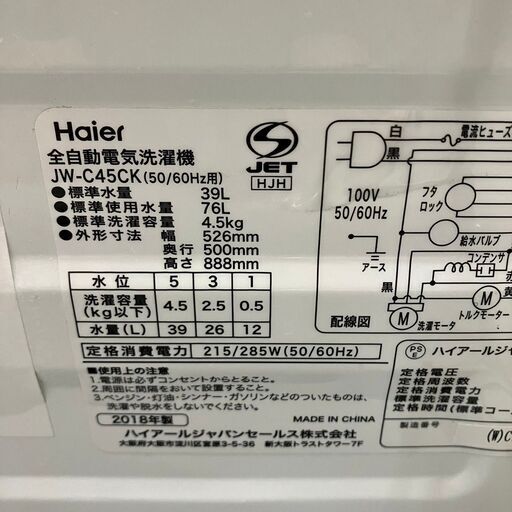 Haier
全自動電気洗濯機
JW-C45CK(50/60Hz用)
●標準水量 39L
●標準使用水量 76L
●標準洗濯容量 4.5kg
●外形寸法 幅 526mm
奥行 500mm
高さ 888mm
S
JET
HJH
水位 5 3 1
洗濯容量(kg以下) 4.5 2.5 0.5
水量(L) 39 26 12
定格消費電力 215/285W(50/60Hz)
■使用上の注意
1.電源は必ずコンセントからとること。
2.周囲に間隔をおいて設置すること。
3.ベンジン・灯油・シンナー・ガソリンなどのついたものは、
洗濯や脱水をしないでください。
2018年製
MADE IN CHINA
ハイアールジャパンセールス株式会社
大阪府大阪市淀川区宮原3-5-36 新大阪トラストタワー7F
白
黒
電流ヒューズ
100V
50/60Hz
フタ
ロック
給水バルブ
コンデンサ
アース
黒
配線図
M
洗濯モータ
M
トルクモーター
PS
E
ハイアールジャ
定格電圧
定格周波数
定格消費電力
標準洗濯容量
定格時間(標準コー
製造番号
(W)C